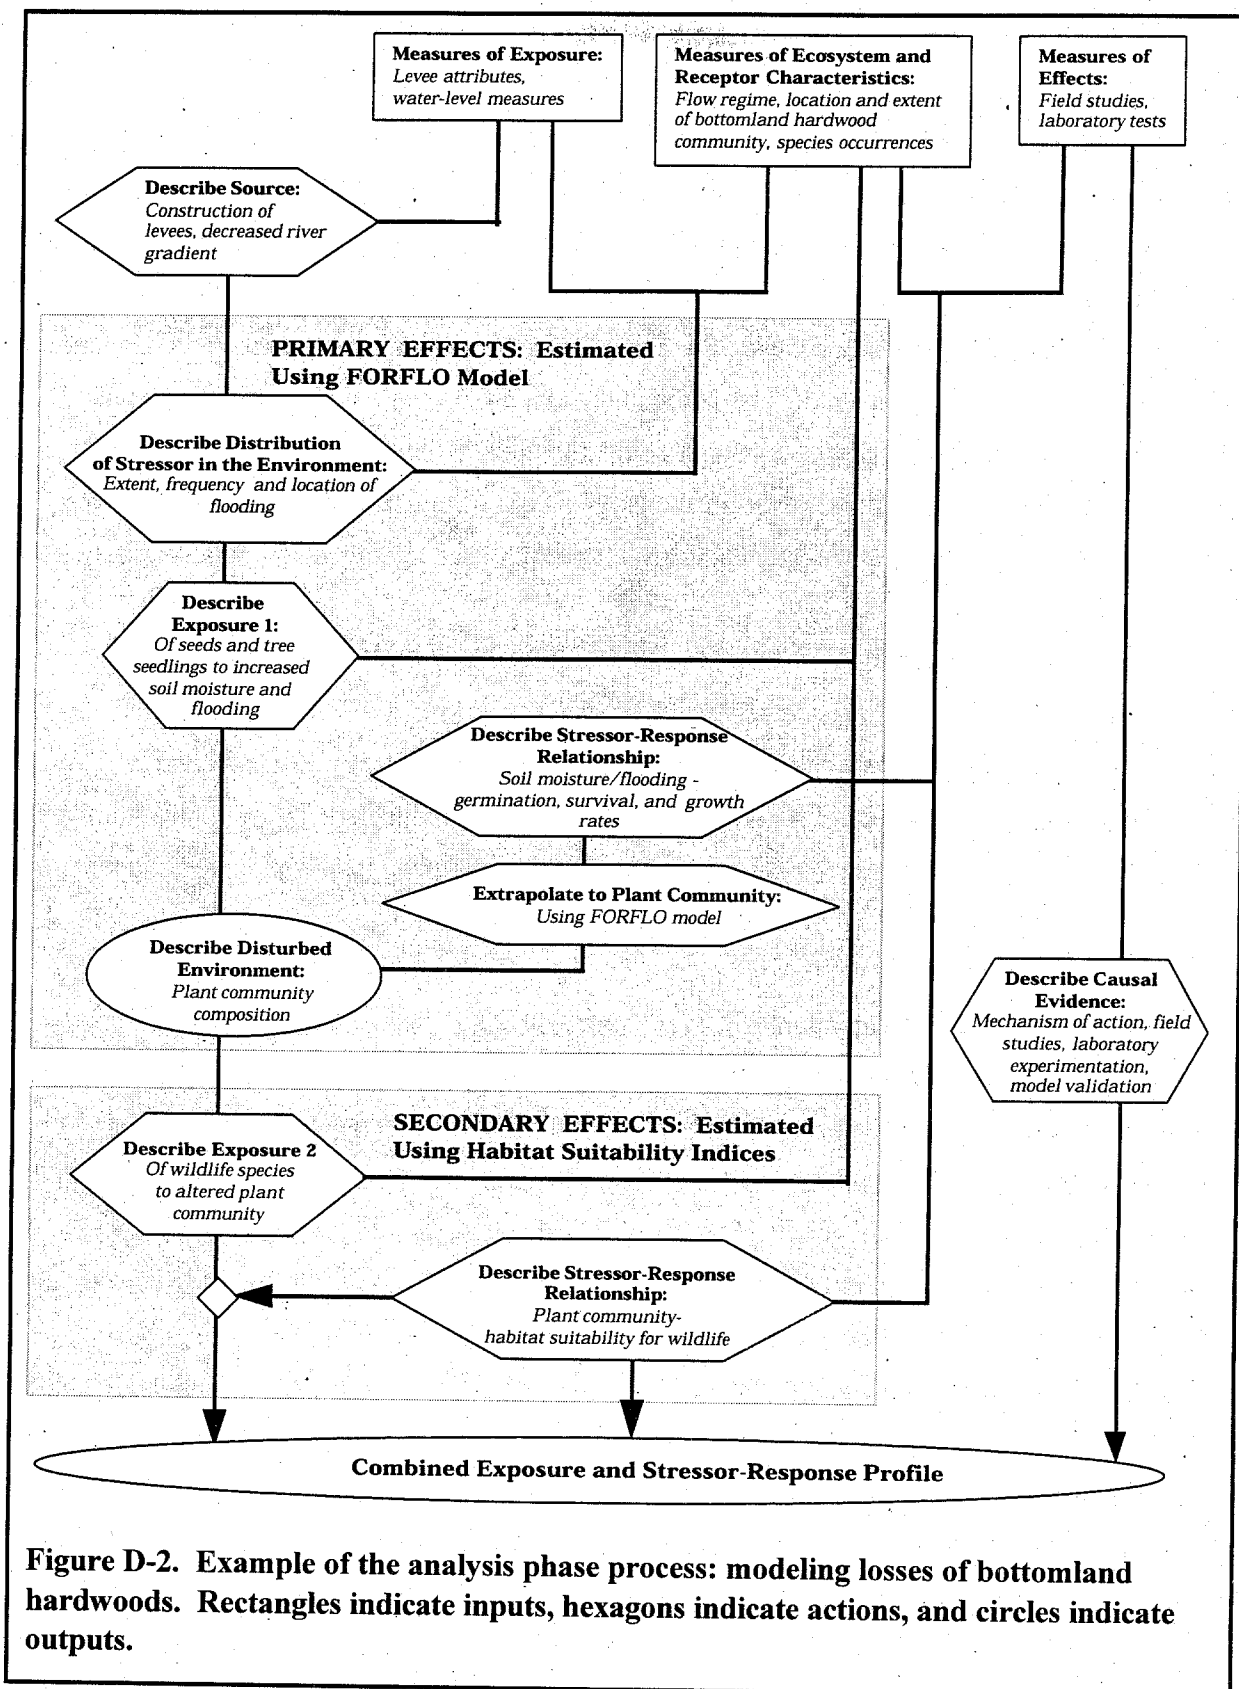 Measures of Exposure:
Levee attributes,
water-level measures
Measures of Ecosystem and
Receptor Characteristics:
Flow regime, location and extent
of bottomland hardwood
community, species occurrences
Measures of
Effects:
Field studies,
laboratory tests
Describe Source:
Construction of
levees, decreased river
gradient
PRIMARY EFFECTS: Estimated
Using FORFLO Model
Describe Distribution
of Stressor in the Environment:
Extent, frequency and location of
flooding
Describe
Exposure 1:
Of seeds and tree
seedlings to increased
soil moisture and
flooding
Describe Stressor-Response
Relationship:
Soil moisture/flooding -
germination, survival, and growth
rates
Extrapolate to Plant Community:
Using FORFLO model
Describe Disturbed
Environment:
Plant community
composition
Describe Causal
Evidence:
Mechanism of action, field
studies, laboratory
experimentation,
model validation
SECONDARY EFFECTS: Estimated
Using Habitat Suitability Indices
Describe Exposure 2
Of wildlife species
to altered plant
community
Describe Stressor-Response
Relationship:
Plant community-
habitat suitability for wildlife
Combined Exposure and Stressor-Response Profile
Figure D-2. Example of the analysis phase process: modeling losses of bottomland
hardwoods. Rectangles indicate inputs, hexagons indicate actions, and circles indicate
outputs.